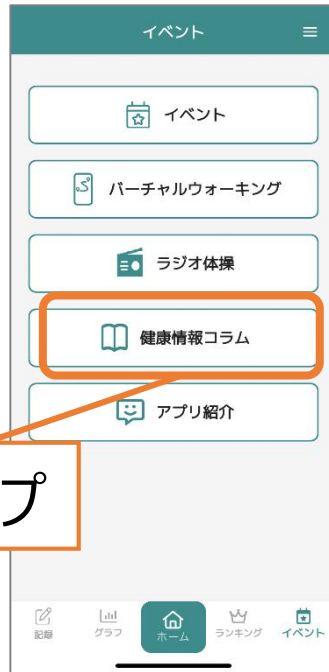 イベント
イベント
バーチャルウォーキング
ラジオ体操
健康情報コラム
アプリ紹介
プ
記録
グラフ
ホーム
ランキング
イベント